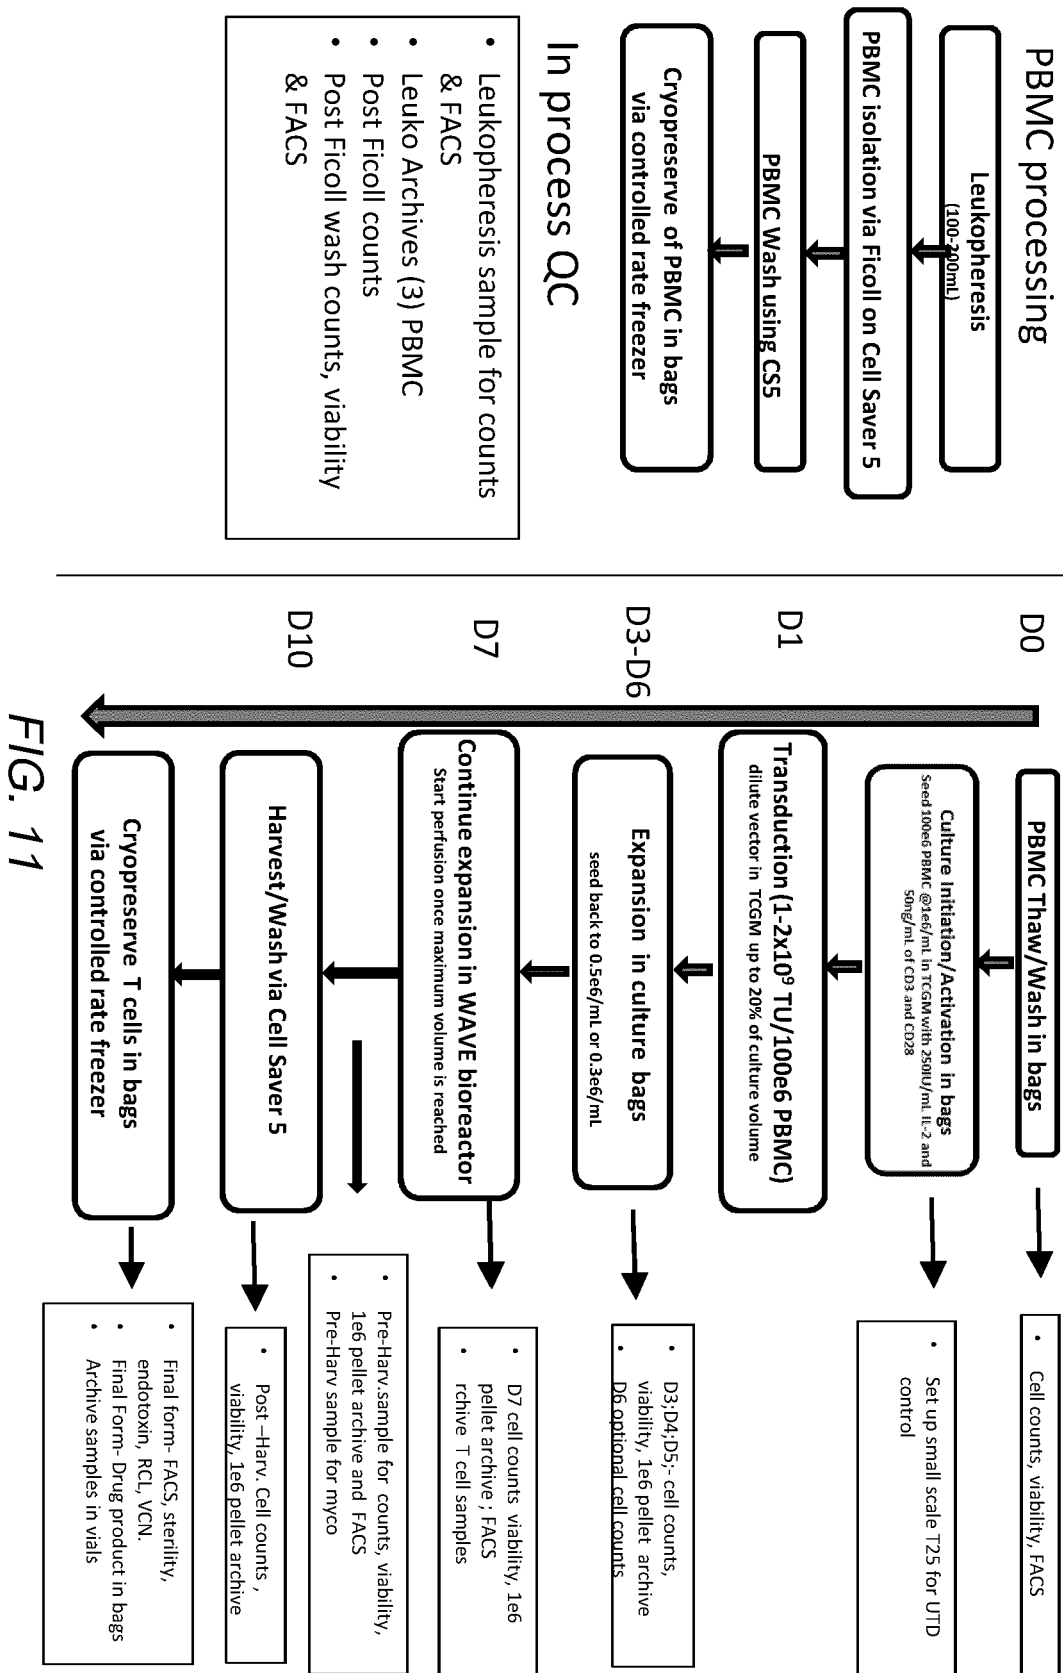 PBMC processing
Leukopheresis
(100-200mL)
PBMC isolation via Ficoll on Cell Saver 5
PBMC Wash using CS5
Cryopreserve of PBMC in bags
via controlled rate freezer
In process QC
• Leukopheresis sample for counts
& FACS
• Leuko Archives (3) PBMC
• Post Ficoll counts
• Post Ficoll wash counts, viability
& FACS
D0
D1
D3-D6
D7
D10
PBMC Thaw/Wash in bags
Culture Initiation/Activation in bags
Seed 100e6 PBMC @1e6/mL in TCGM with 250IU/mL IL-2 and
50ng/mL of CD3 and CD28
Transduction (1-2x10⁹ TU/100e6 PBMC)
dilute vector in TCGM up to 20% of culture volume
Expansion in culture bags
seed back to 0.5e6/mL or 0.3e6/mL
Continue expansion in WAVE bioreactor
Start perfusion once maximum volume is reached
Harvest/Wash via Cell Saver 5
Cryopreserve T cells in bags
via controlled rate freezer
• Cell counts, viability, FACS
• Set up small scale T25 for UTD
control
• D3;D4;D5;- cell counts,
viability, 1e6 pellet archive
• D6 optional cell counts
• D7 cell counts viability, 1e6
pellet archive ; FACS
• rchive T cell samples
• Pre-Harv.sample for counts, viability,
1e6 pellet archive and FACS
• Pre-Harv sample for myco
• Post –Harv. Cell counts ,
viability, 1e6 pellet archive
• Final form- FACS, sterility,
endotoxin, RCL, VCN.
• Final Form- Drug product in bags
• Archive samples in vials
FIG. 11